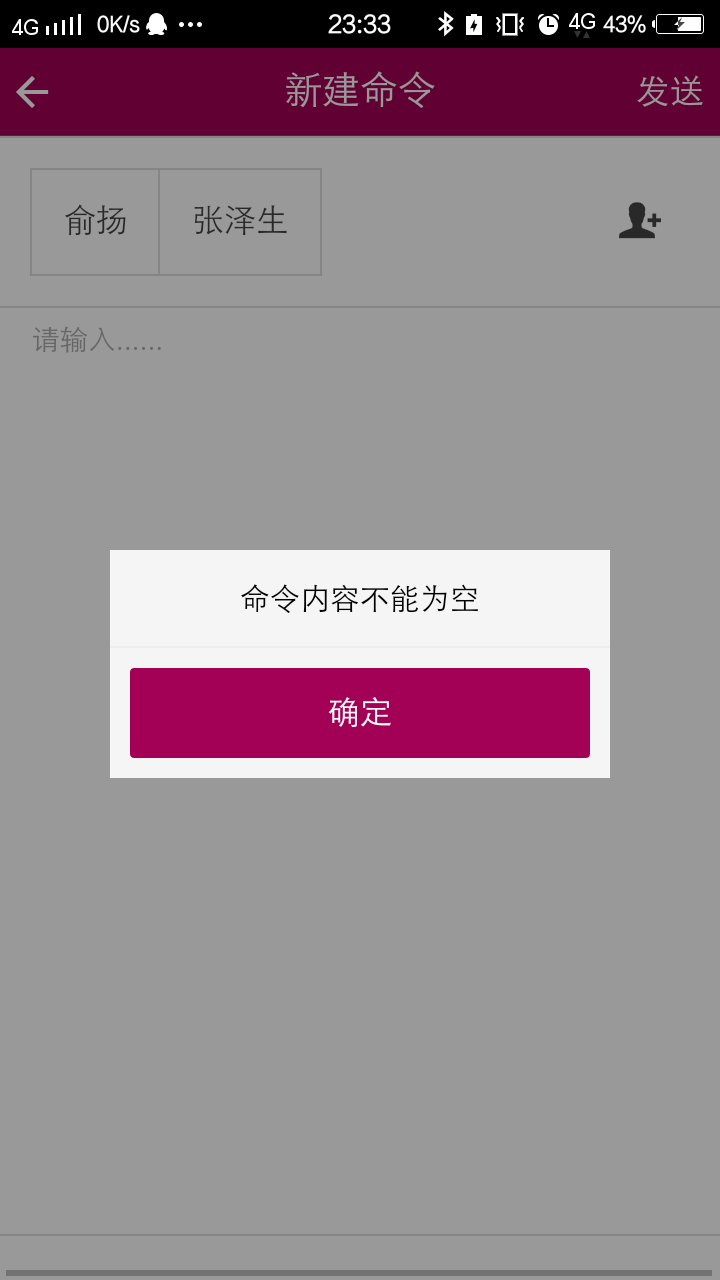 4G 0K/s 23:33 4G 43%
新建命令 发送
俞扬 张泽生
请输入......
命令内容不能为空
确定